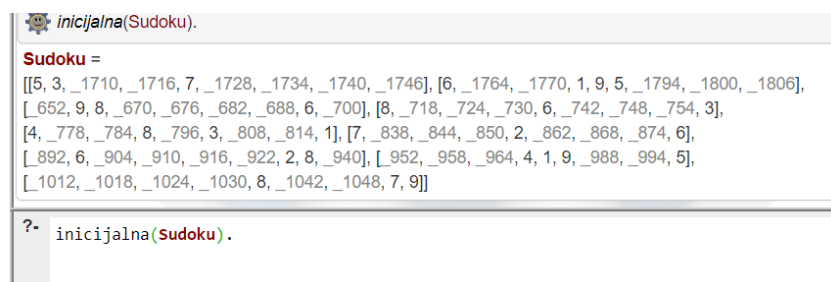 inicijalna(Sudoku).
Sudoku =
[[5, 3, _1710, _1716, 7, _1728, _1734, _1740, _1746], [6, _1764, _1770, 1, 9, 5, _1794, _1800, _1806],
[_652, 9, 8, _670, _676, _682, _688, 6, _700], [8, _718, _724, _730, 6, _742, _748, _754, 3],
[4, _778, _784, 8, _796, 3, _808, _814, 1], [7, _838, _844, _850, 2, _862, _868, _874, 6],
[_892, 6, _904, _910, _916, _922, 2, 8, _940], [_952, _958, _964, 4, 1, 9, _988, _994, 5],
[_1012, _1018, _1024, _1030, 8, _1042, _1048, 7, 9]]
?- inicijalna(Sudoku).